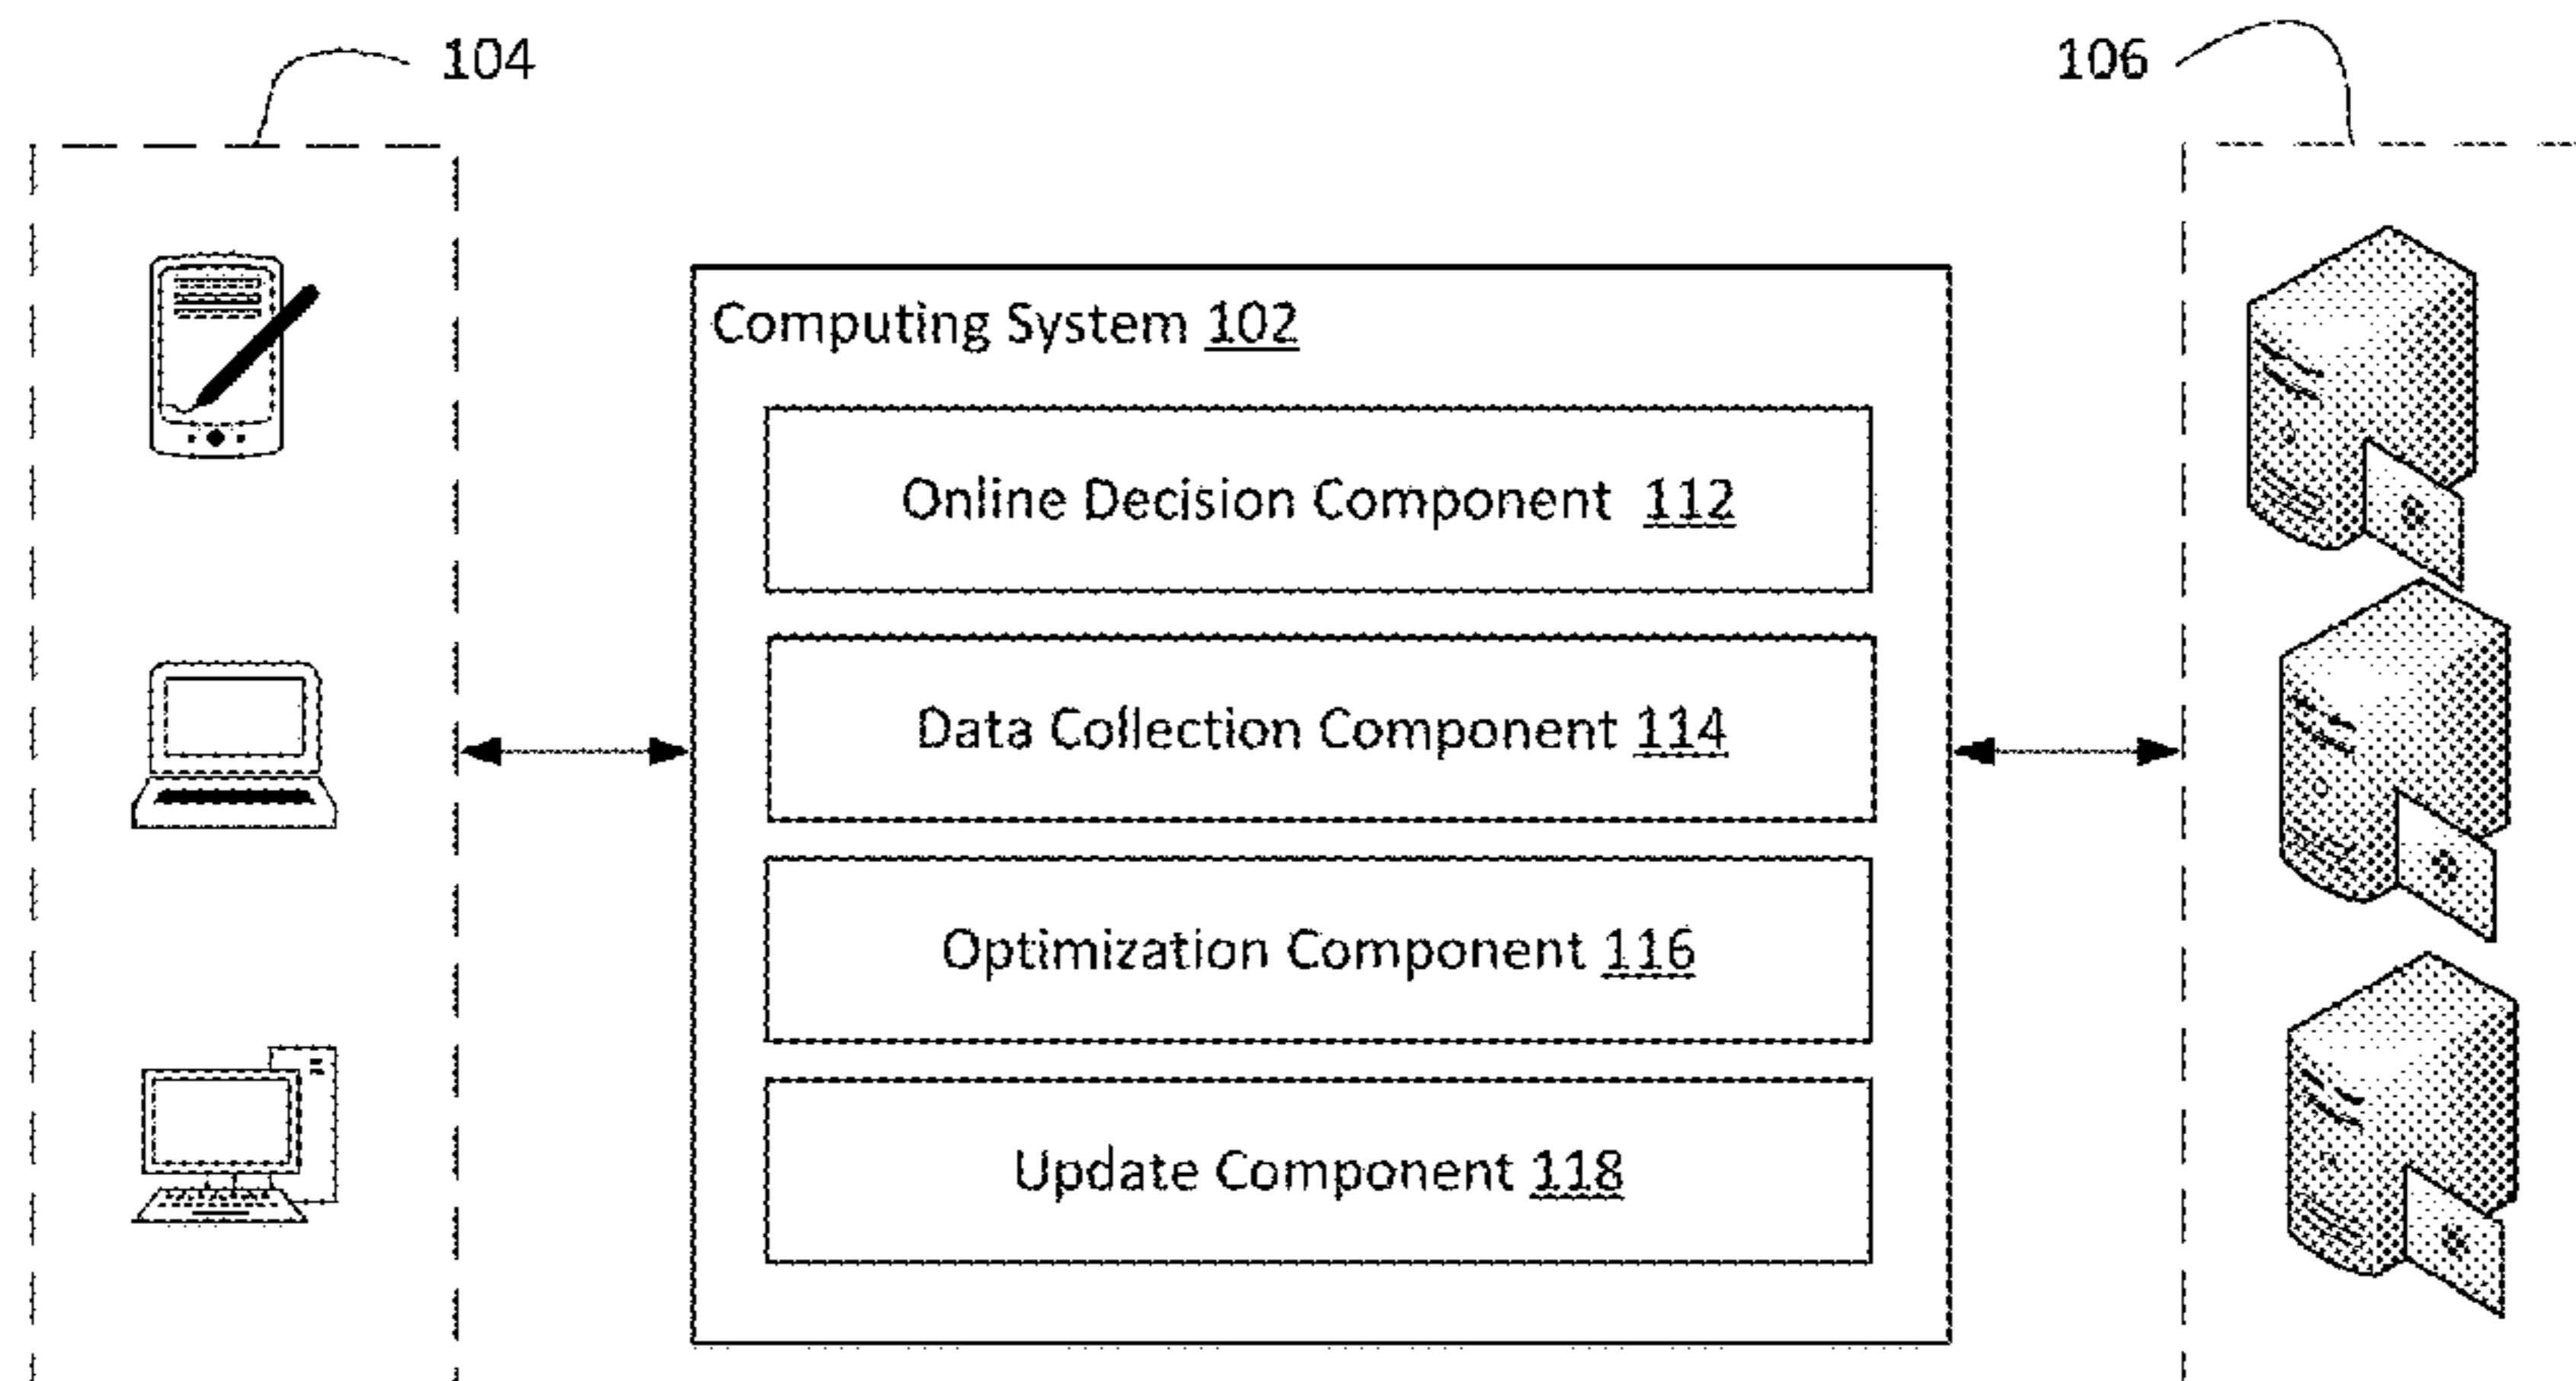 104
106
Computing System 102
Online Decision Component 112
Data Collection Component 114
Optimization Component 116
Update Component 118